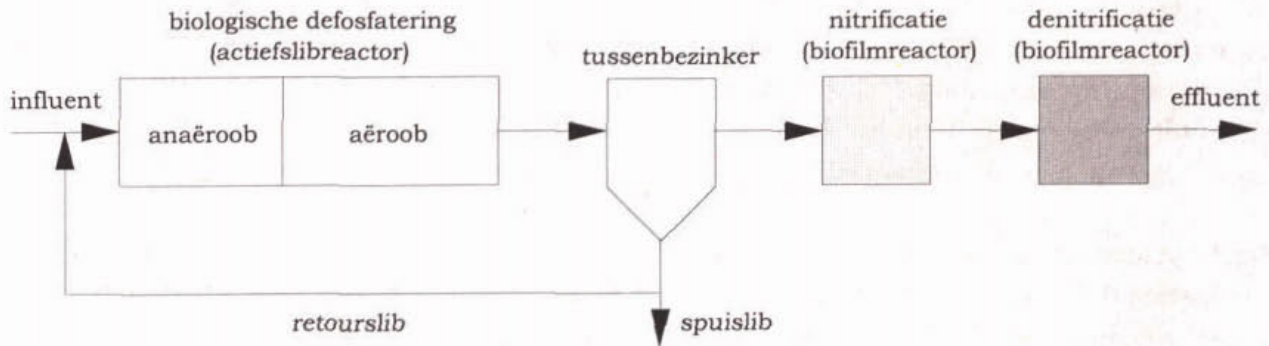 biologische defosfatering
(actiefslibreactor)
tussenbezinker
nitrificatie
(biofilmreactor)
denitrificatie
(biofilmreactor)
influent
anaëroob
aëroob
effluent
retourslib
spuislib